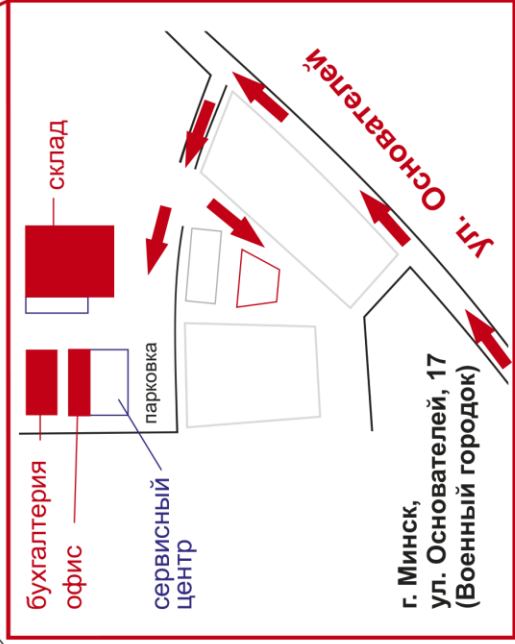 склад
ул. Основателей
бухгалтерия
офис
сервисный
центр
парковка
г. Минск,
ул. Основателей, 17
(Военный городок)